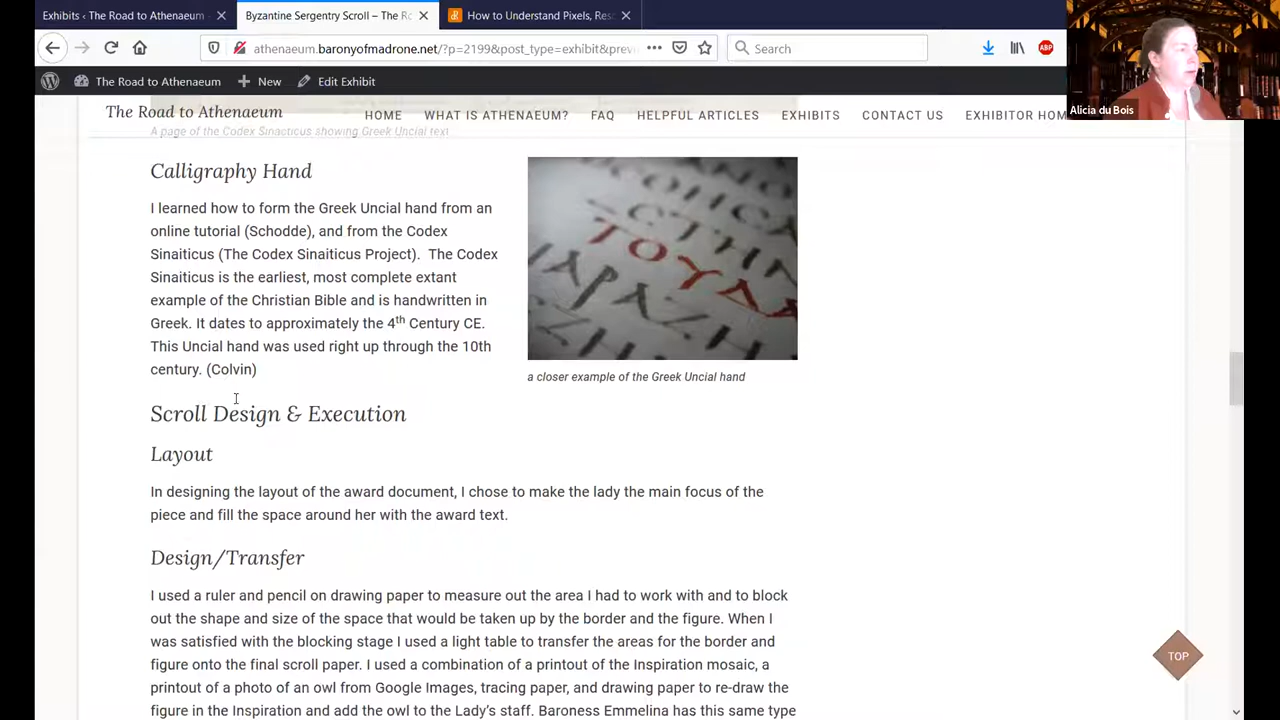 Exhibits ‹ The Road to Athenaeum
Byzantine Sergentry Scroll – The Ro
How to Understand Pixels, Reso
athenaeum.baronyofmadrone.net/?p=2199&post_type=exhibit&previ
Search
ABP
The Road to Athenaeum
New
Edit Exhibit
The Road to Athenaeum
HOME
WHAT IS ATHENAEUM?
FAQ
HELPFUL ARTICLES
EXHIBITS
CONTACT US
EXHIBITOR HOM
Alicia du Bois
A page of the Codex Sinacticus showing Greek Uncial text
Calligraphy Hand
I learned how to form the Greek Uncial hand from an
online tutorial (Schodde), and from the Codex
Sinaiticus (The Codex Sinaiticus Project). The Codex
Sinaiticus is the earliest, most complete extant
example of the Christian Bible and is handwritten in
Greek. It dates to approximately the 4th Century CE.
This Uncial hand was used right up through the 10th
century. (Colvin)
ΤΟΥΔ
a closer example of the Greek Uncial hand
Scroll Design & Execution
Layout
In designing the layout of the award document, I chose to make the lady the main focus of the
piece and fill the space around her with the award text.
Design/Transfer
I used a ruler and pencil on drawing paper to measure out the area I had to work with and to block
out the shape and size of the space that would be taken up by the border and the figure. When I
was satisfied with the blocking stage I used a light table to transfer the areas for the border and
figure onto the final scroll paper. I used a combination of a printout of the Inspiration mosaic, a
printout of a photo of an owl from Google Images, tracing paper, and drawing paper to re-draw the
figure in the Inspiration and add the owl to the Lady's staff. Baroness Emmelina has this same type
TOP